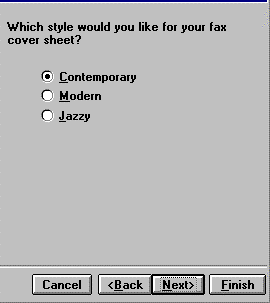 Which style would you like for your fax
cover sheet?
Contemporary
Modern
Jazzy
Cancel <Back Next> Finish